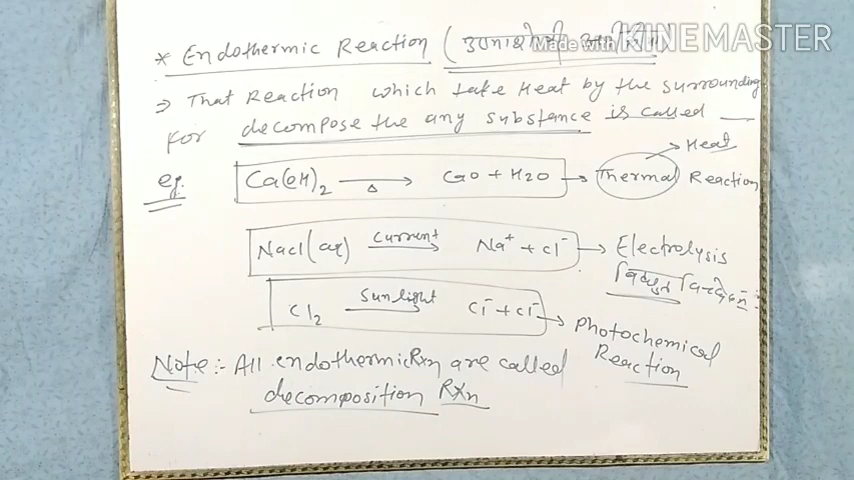 * Endothermic Reaction (
Made with KINEMASTER
⇒ That Reaction which take Heat by the surrounding
for decompose the any substance is called —
eg. Ca(OH)₂ —Δ→ CaO + H2O → Thermal Reaction
→ Heat
NaCl (aq) —Current→ Na⁺ + Cl⁻ → Electrolysis
विद्युत
Cl₂ —Sunlight→ Cl⁻ + Cl⁻ → Photochemical
Reaction
Note :- All endothermic Rxn are called
decomposition Rxn